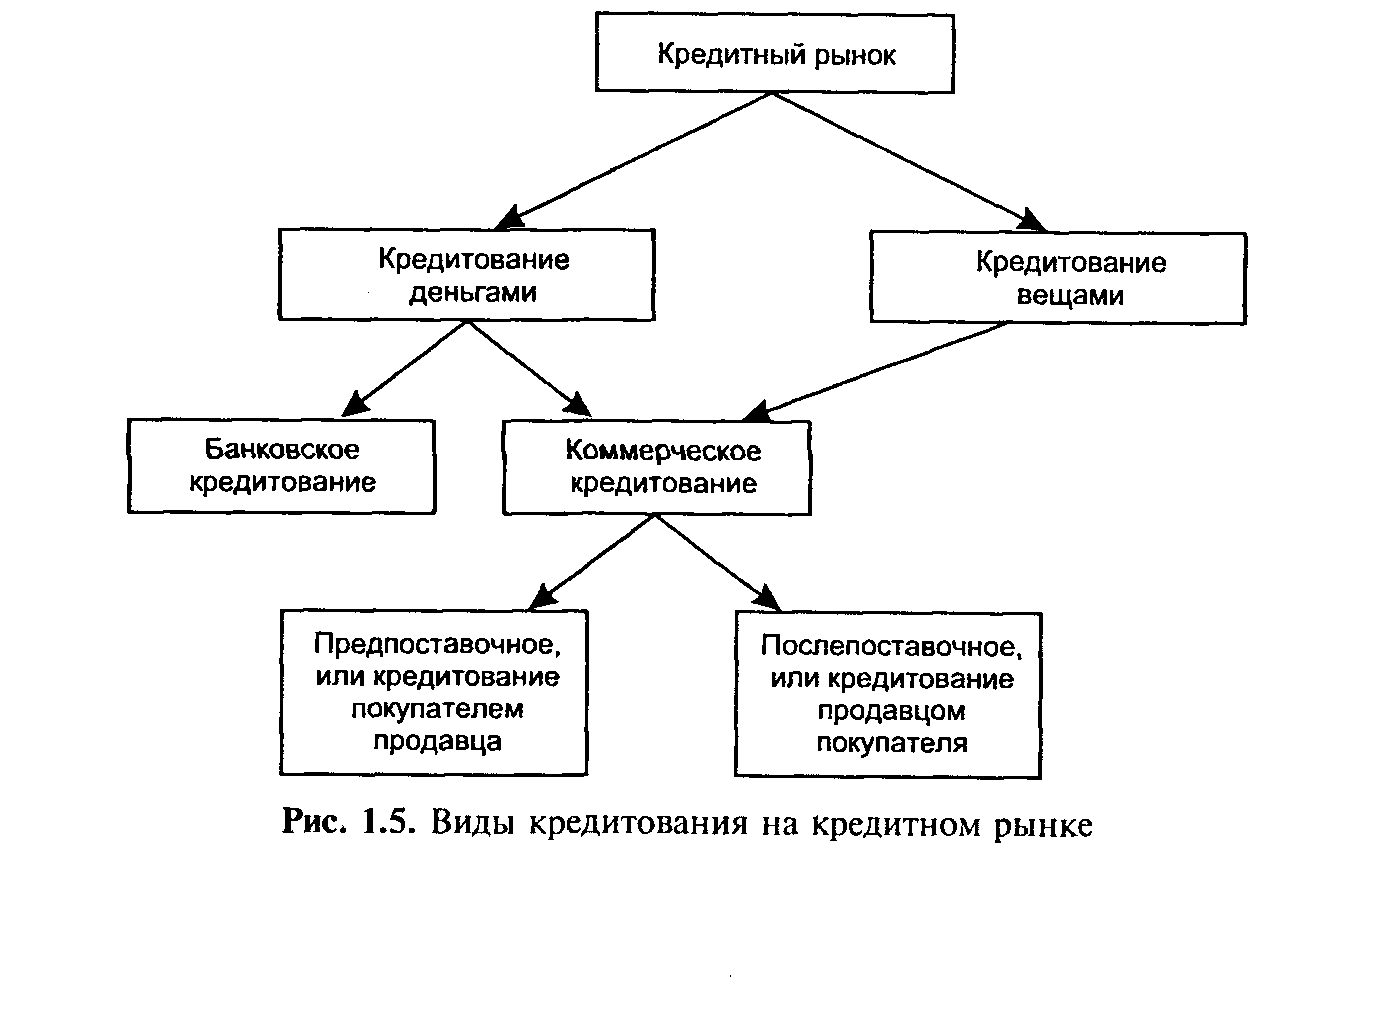 Кредитный рынок
Кредитование
деньгами
Кредитование
вещами
Банковское
кредитование
Коммерческое
кредитование
Предпоставочное,
или кредитование
покупателем
продавца
Послепоставочное,
или кредитование
продавцом
покупателя
Рис. 1.5. Виды кредитования на кредитном рынке